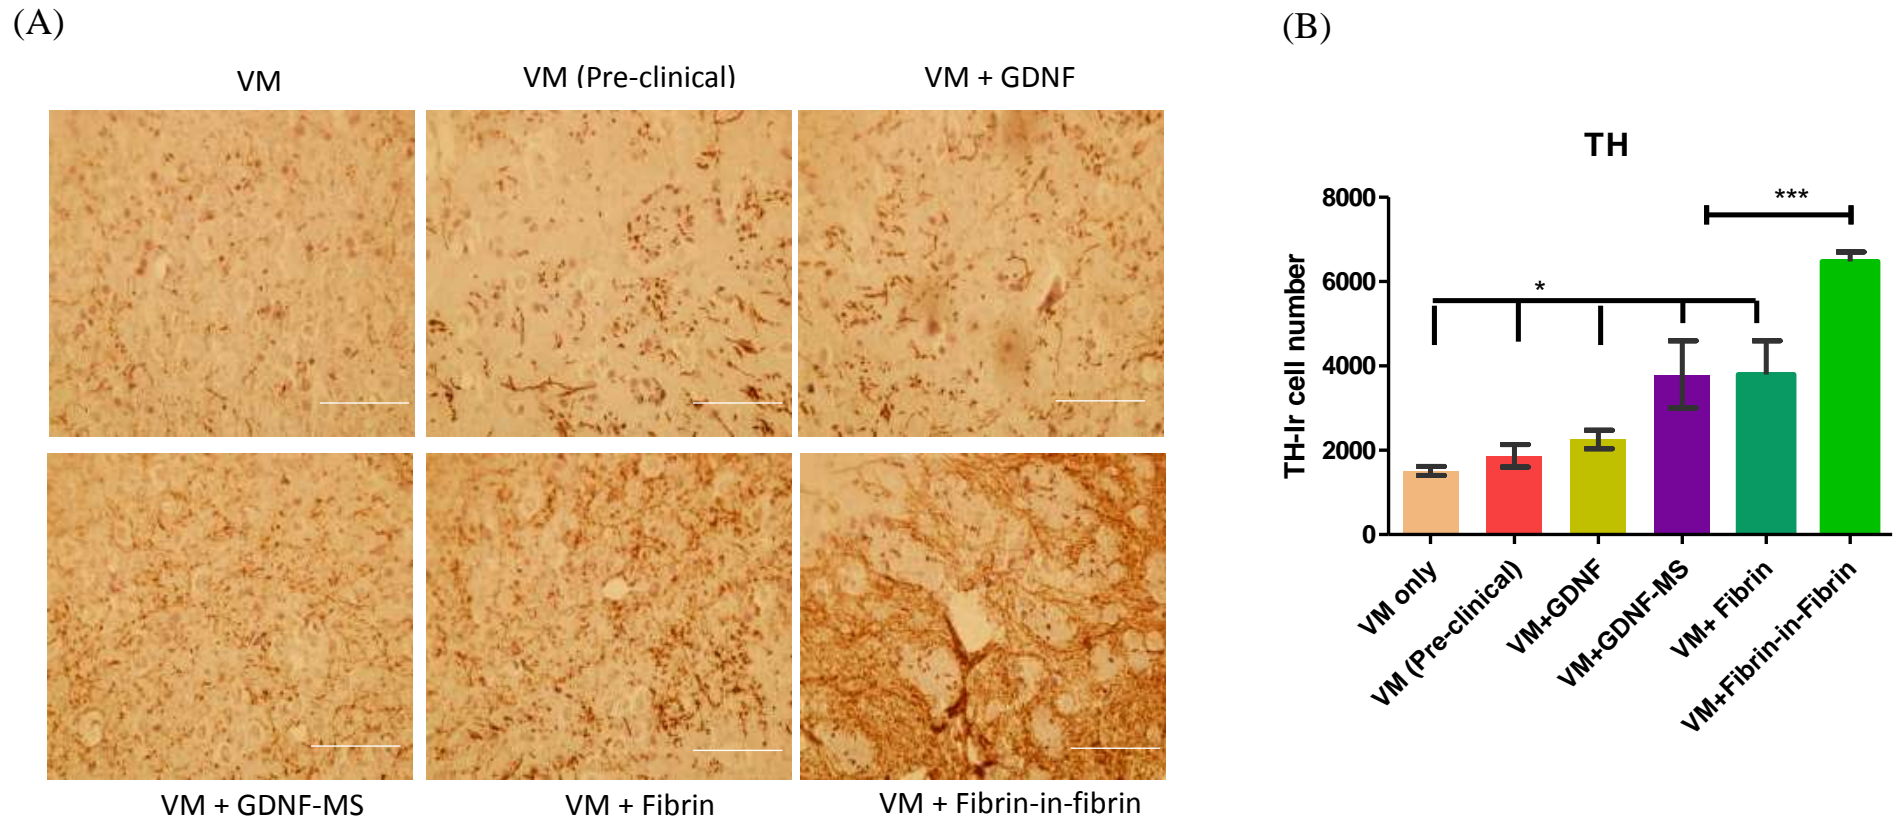 (A)
VM
VM (Pre-clinical)
VM + GDNF
VM + GDNF-MS
VM + Fibrin
VM + Fibrin-in-fibrin
(B)
TH
***
*
TH-Ir cell number
8000
6000
4000
2000
0
VM only
VM (Pre-clinical)
VM+GDNF
VM+GDNF-MS
VM+ Fibrin
VM+Fibrin-in-Fibrin